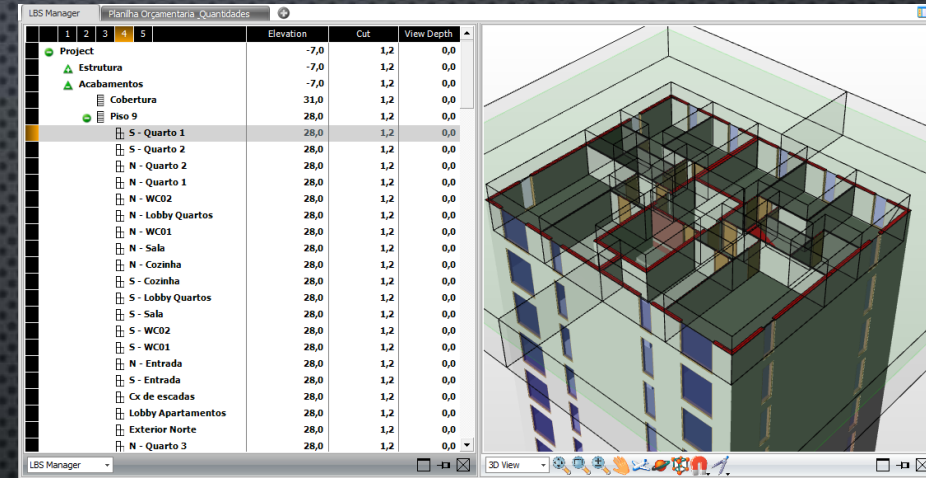 LBS Manager Planilha Orçamentaria _Quantidades
1 2 3 4 5 Elevation Cut View Depth
Project -7,0 1,2 0,0
Estrutura -7,0 1,2 0,0
Acabamentos -7,0 1,2 0,0
Cobertura 31,0 1,2 0,0
Piso 9 28,0 1,2 0,0
S - Quarto 1 28,0 1,2 0,0
S - Quarto 2 28,0 1,2 0,0
N - Quarto 2 28,0 1,2 0,0
N - Quarto 1 28,0 1,2 0,0
N - WC02 28,0 1,2 0,0
N - Lobby Quartos 28,0 1,2 0,0
N - WC01 28,0 1,2 0,0
N - Sala 28,0 1,2 0,0
N - Cozinha 28,0 1,2 0,0
S - Cozinha 28,0 1,2 0,0
S - Lobby Quartos 28,0 1,2 0,0
S - Sala 28,0 1,2 0,0
S - WC02 28,0 1,2 0,0
S - WC01 28,0 1,2 0,0
N - Entrada 28,0 1,2 0,0
S - Entrada 28,0 1,2 0,0
Cx de escadas 28,0 1,2 0,0
Lobby Apartamentos 28,0 1,2 0,0
Exterior Norte 28,0 1,2 0,0
N - Quarto 3 28,0 1,2 0,0
LBS Manager 3D View